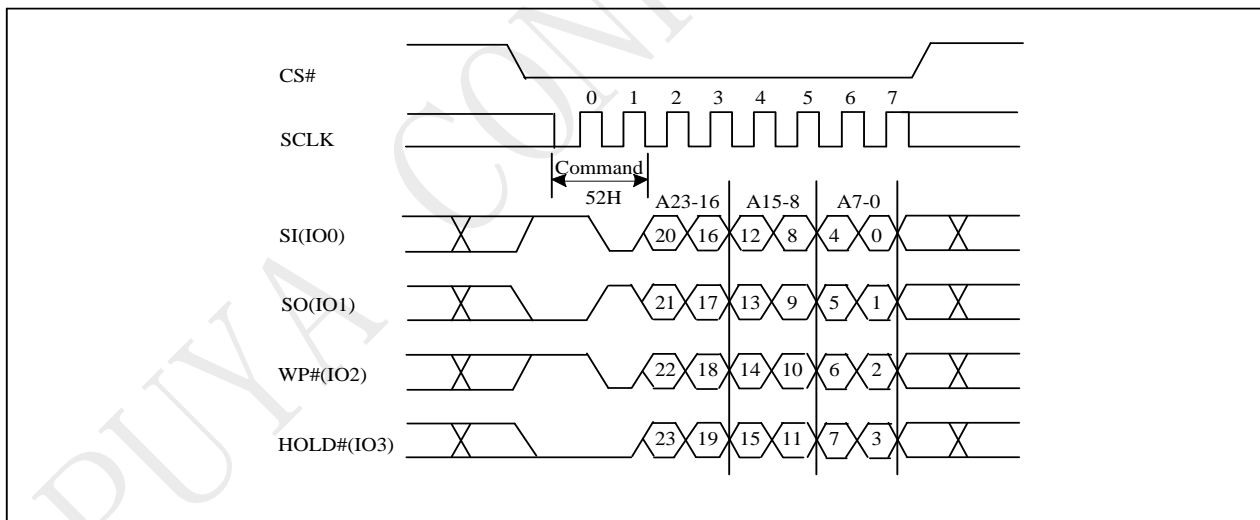 PUYA CONF
CS#
0 1 2 3 4 5 6 7
SCLK
Command
52H
A23-16 A15-8 A7-0
SI(IO0)
20 16 12 8 4 0
SO(IO1)
21 17 13 9 5 1
WP#(IO2)
22 18 14 10 6 2
HOLD#(IO3)
23 19 15 11 7 3